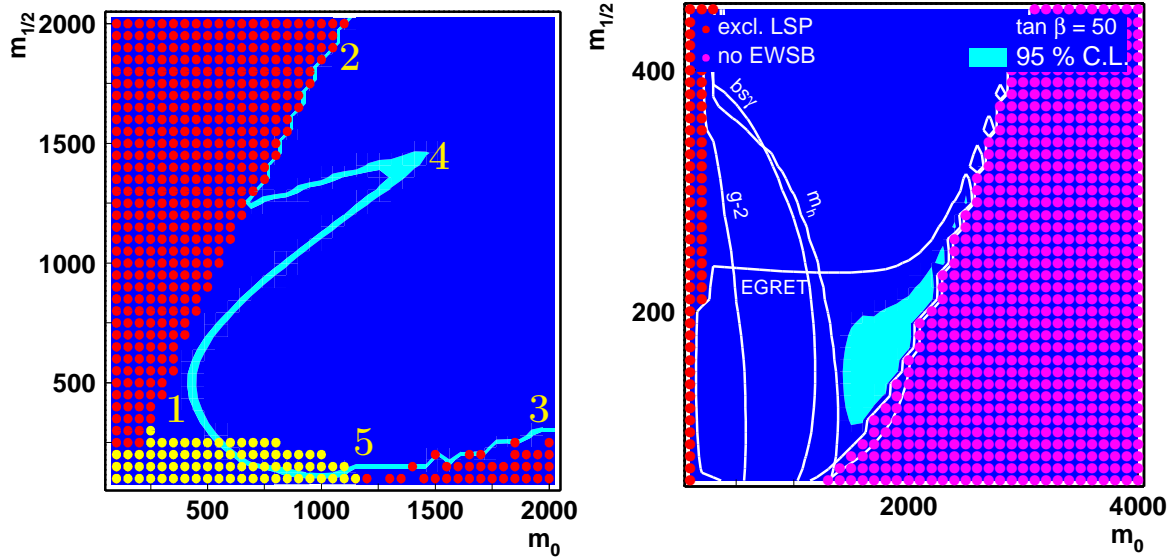 m1/2
2000
1500
1000
500
500
1000
1500
2000
m0
1
2
3
4
5
m1/2
400
200
2000
4000
m0
excl. LSP
no EWSB
tan β = 50
95 % C.L.
bsγ
g-2
mh
EGRET